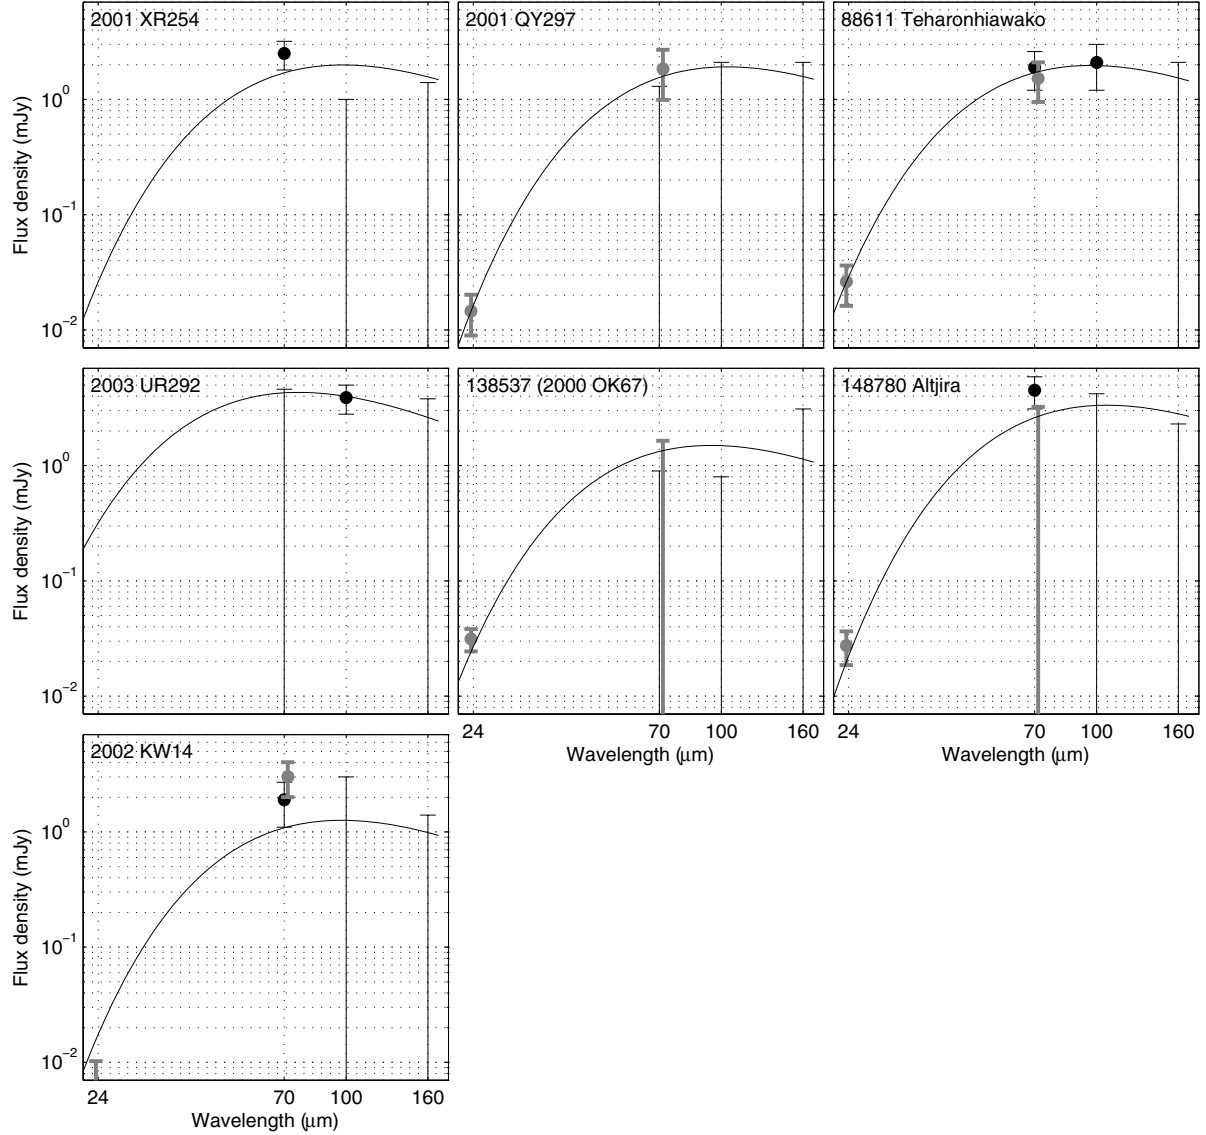 2001 XR254
2001 QY297
88611 Teharonhiawako
Flux density (mJy)
10^0
10^−1
10^−2
2003 UR292
138537 (2000 OK67)
148780 Altjira
Flux density (mJy)
10^0
10^−1
10^−2
24 70 100 160
Wavelength (μm)
24 70 100 160
Wavelength (μm)
2002 KW14
Flux density (mJy)
10^0
10^−1
10^−2
24 70 100 160
Wavelength (μm)